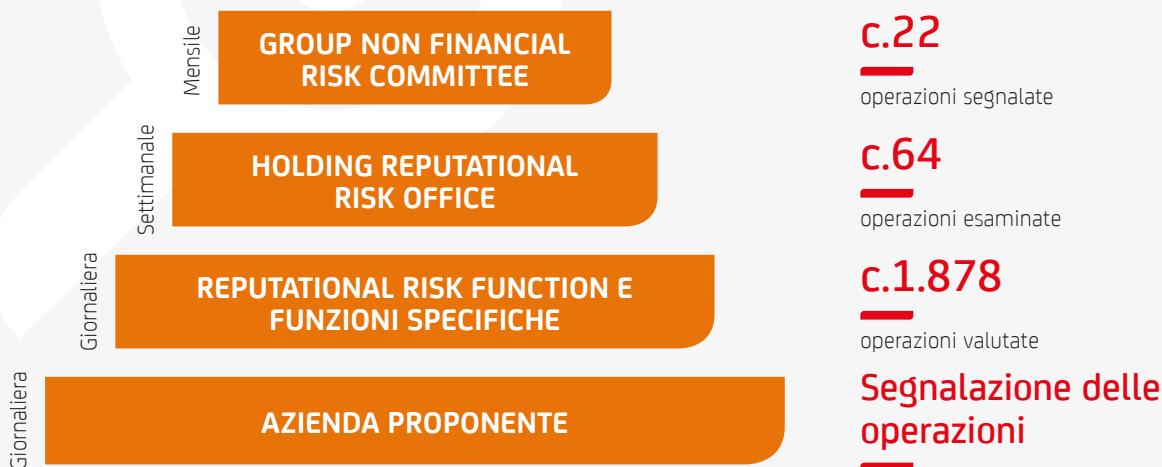 Mensile
GROUP NON FINANCIAL
RISK COMMITTEE
c.22
operazioni segnalate
Settimanale
HOLDING REPUTATIONAL
RISK OFFICE
c.64
operazioni esaminate
Giornaliera
REPUTATIONAL RISK FUNCTION E
FUNZIONI SPECIFICHE
c.1.878
operazioni valutate
Giornaliera
AZIENDA PROPONENTE
Segnalazione delle
operazioni